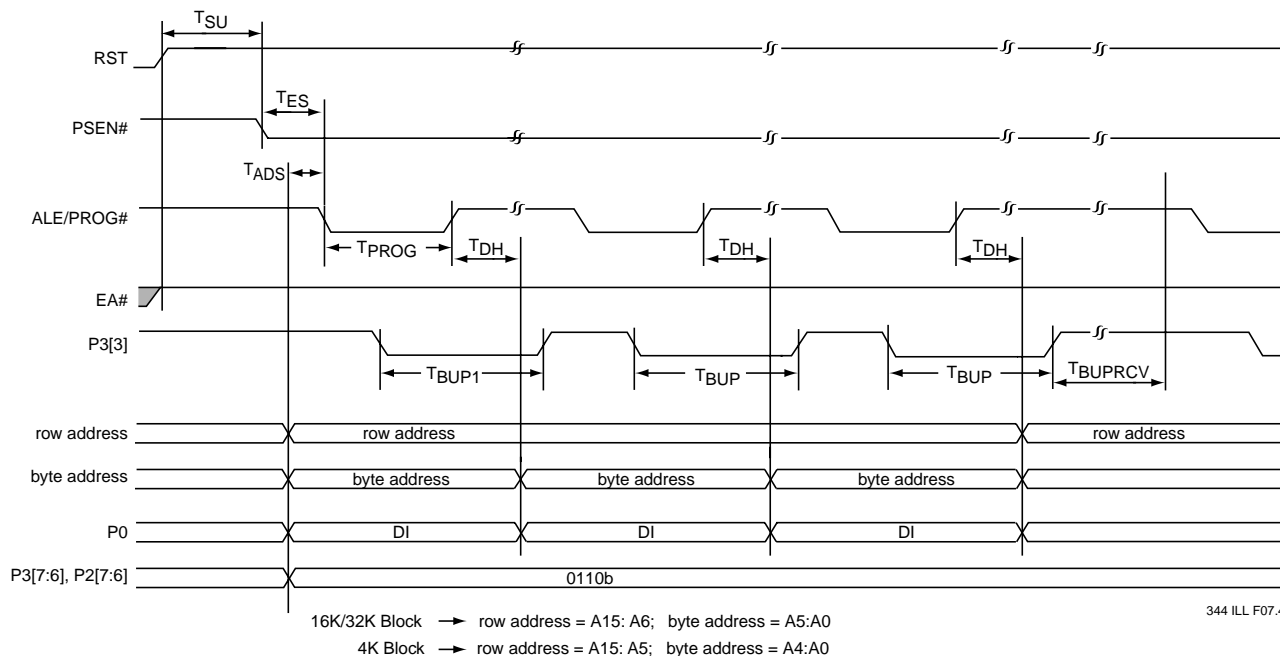 TSU
RST
TES
PSEN#
TADS
ALE/PROG#
TPROG TDH TDH TDH
EA#
P3[3]
TBUP1 TBUP TBUP TBUPRCV
row address row address row address
byte address byte address byte address byte address
P0 DI DI DI
P3[7:6], P2[7:6] 0110b
344 ILL F07.4
16K/32K Block → row address = A15: A6; byte address = A5:A0
4K Block → row address = A15: A5; byte address = A4:A0